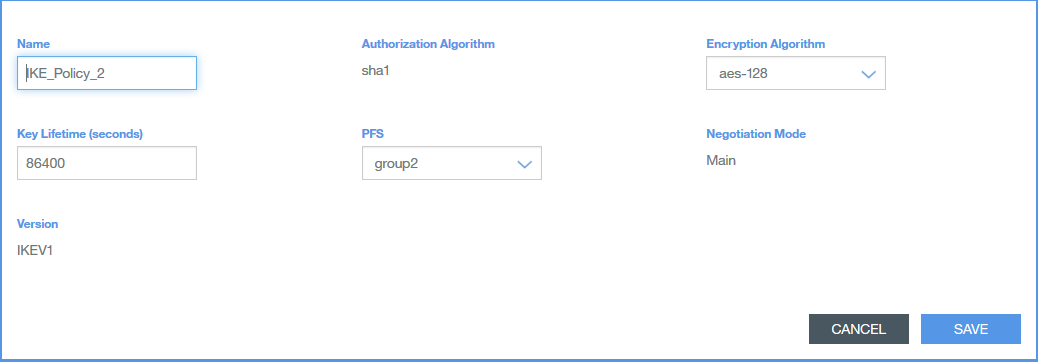 Name
Authorization Algorithm
Encryption Algorithm
IKE_Policy_2
sha1
aes-128
Key Lifetime (seconds)
PFS
Negotiation Mode
86400
group2
Main
Version
IKEV1
CANCEL
SAVE